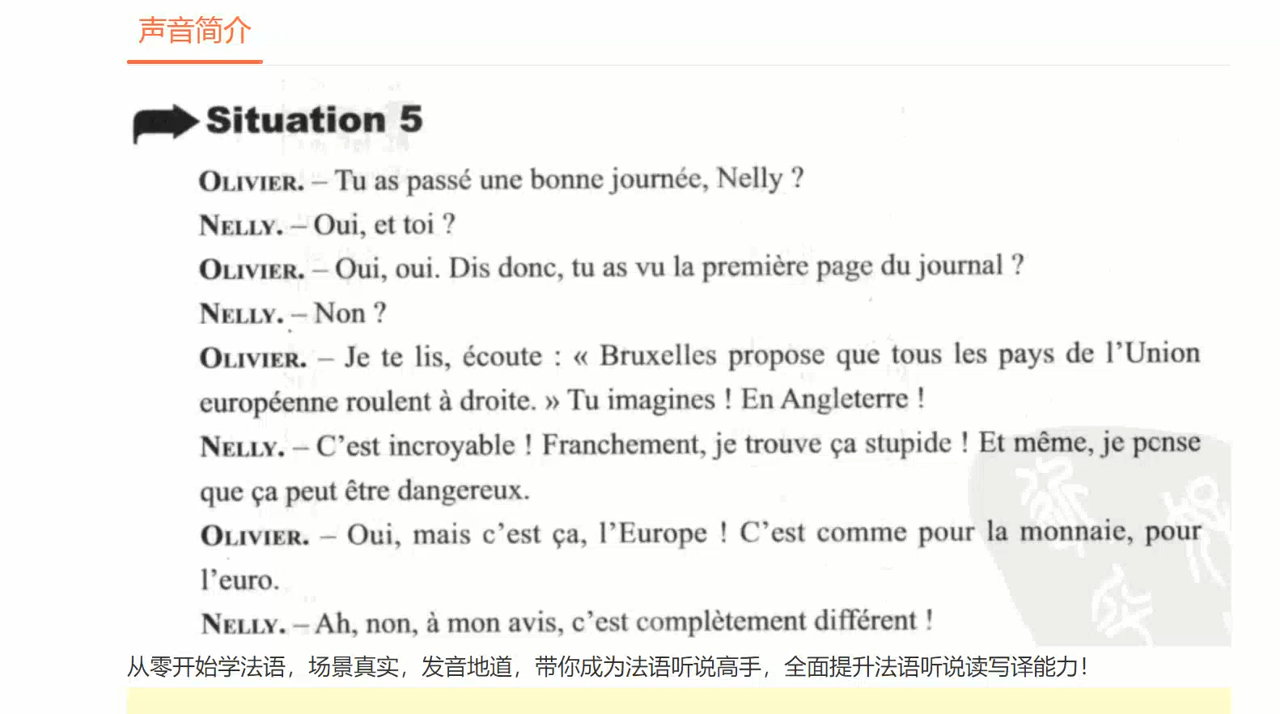 声音简介
Situation 5
OLIVIER. – Tu as passé une bonne journée, Nelly ?
NELLY. – Oui, et toi ?
OLIVIER. – Oui, oui. Dis donc, tu as vu la première page du journal ?
NELLY. – Non ?
OLIVIER. – Je te lis, écoute : « Bruxelles propose que tous les pays de l’Union
européenne roulent à droite. » Tu imagines ! En Angleterre !
NELLY. – C’est incroyable ! Franchement, je trouve ça stupide ! Et même, je pense
que ça peut être dangereux.
OLIVIER. – Oui, mais c’est ça, l’Europe ! C’est comme pour la monnaie, pour
l’euro.
NELLY. – Ah, non, à mon avis, c’est complètement différent !
从零开始学法语，场景真实，发音地道，带你成为法语听说高手，全面提升法语听说读写译能力！